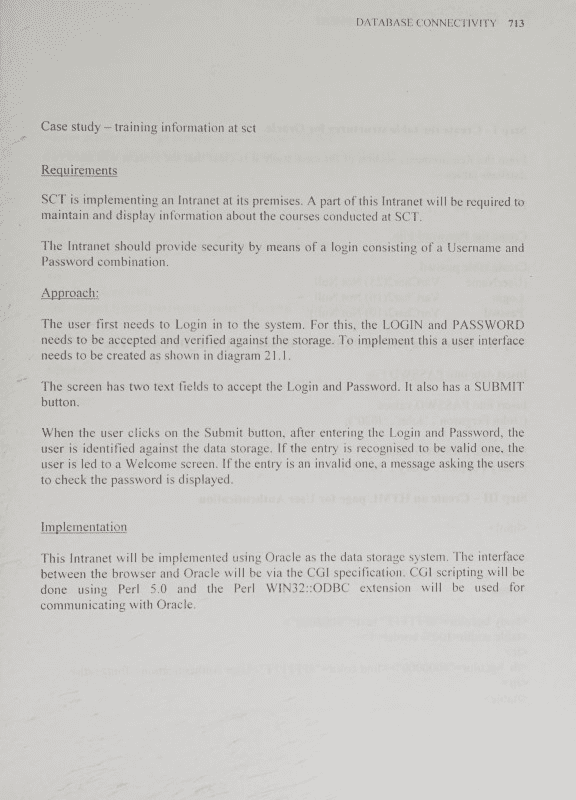 DATABASE CONNECTIVITY 713
Case study – training information at sct
Requirements
SCT is implementing an Intranet at its premises. A part of this Intranet will be required to
maintain and display information about the courses conducted at SCT.
The Intranet should provide security by means of a login consisting of a Username and
Password combination.
Approach:
The user first needs to Login in to the system. For this, the LOGIN and PASSWORD
needs to be accepted and verified against the storage. To implement this a user interface
needs to be created as shown in diagram 21.1.
The screen has two text fields to accept the Login and Password. It also has a SUBMIT
button.
When the user clicks on the Submit button, after entering the Login and Password, the
user is identified against the data storage. If the entry is recognised to be valid one, the
user is led to a Welcome screen. If the entry is an invalid one, a message asking the users
to check the password is displayed.
Implementation
This Intranet will be implemented using Oracle as the data storage system. The interface
between the browser and Oracle will be via the CGI specification. CGI scripting will be
done using Perl 5.0 and the Perl WIN32::ODBC extension will be used for
communicating with Oracle.